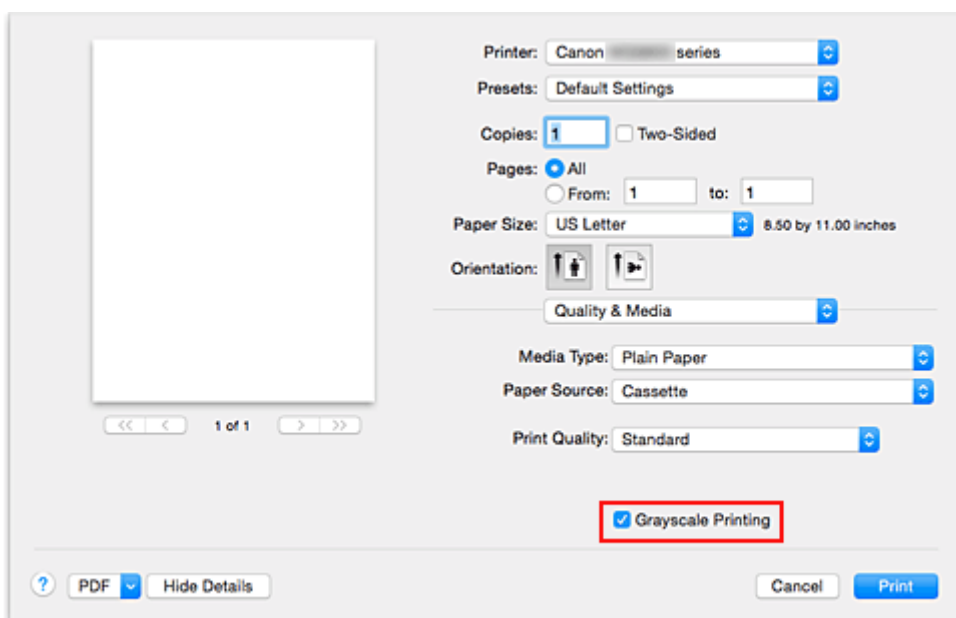 Printer: Canon series
Presets: Default Settings
Copies: 1 Two-Sided
Pages: All
From: 1 to: 1
Paper Size: US Letter 8.50 by 11.00 inches
Orientation:
Quality & Media
Media Type: Plain Paper
Paper Source: Cassette
<< < 1 of 1 > >>
Print Quality: Standard
Grayscale Printing
? PDF Hide Details Cancel Print